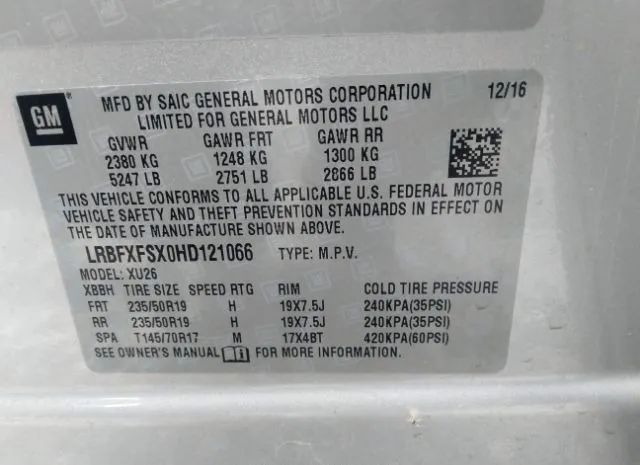 GM
MFD BY SAIC GENERAL MOTORS CORPORATION 12/16
LIMITED FOR GENERAL MOTORS LLC
GVWR GAWR FRT GAWR RR
2380 KG 1248 KG 1300 KG
5247 LB 2751 LB 2866 LB
THIS VEHICLE CONFORMS TO ALL APPLICABLE U.S. FEDERAL MOTOR
VEHICLE SAFETY AND THEFT PREVENTION STANDARDS IN EFFECT ON
THE DATE OF MANUFACTURE SHOWN ABOVE.
LRBFXFSX0HD121066 TYPE: M.P.V.
MODEL: XU26
XBBH TIRE SIZE SPEED RTG RIM COLD TIRE PRESSURE
FRT 235/50R19 H 19X7.5J 240KPA(35PSI)
RR 235/50R19 H 19X7.5J 240KPA(35PSI)
SPA T145/70R17 M 17X4BT 420KPA(60PSI)
SEE OWNER'S MANUAL FOR MORE INFORMATION.